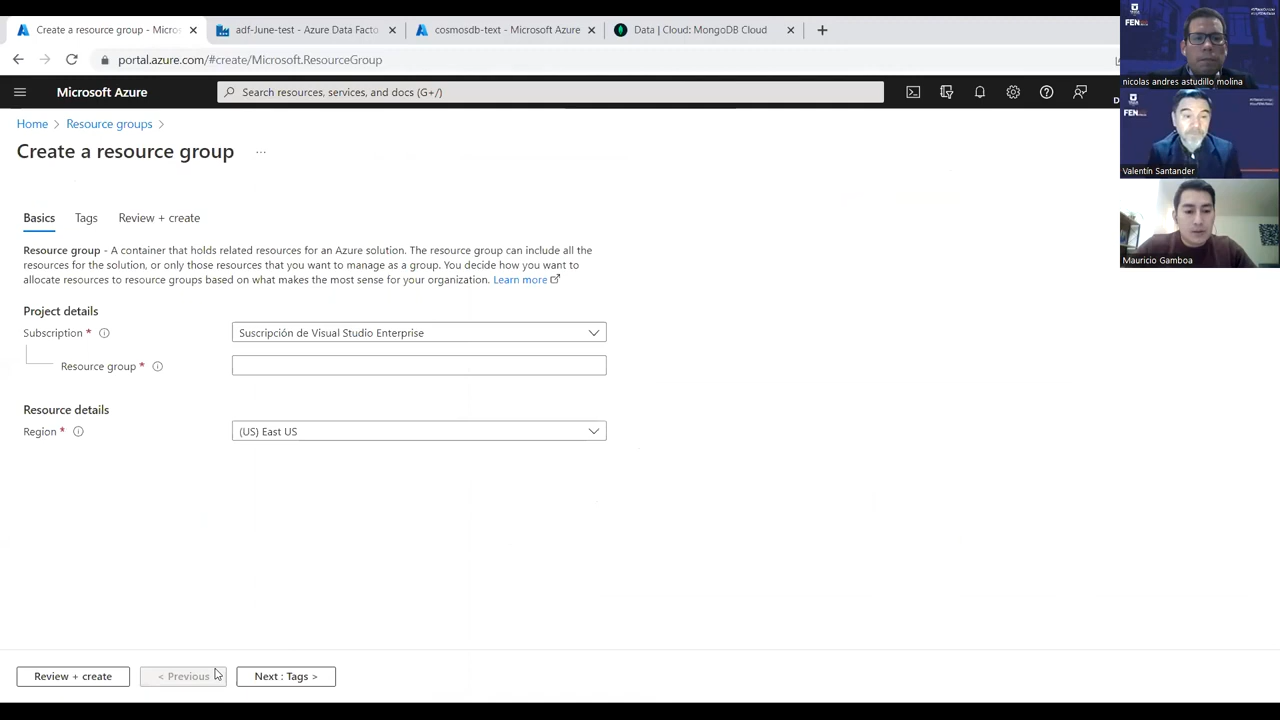 Create a resource group - Micros
adf-June-test - Azure Data Facto
cosmosdb-text - Microsoft Azure
Data | Cloud: MongoDB Cloud
portal.azure.com/#create/Microsoft.ResourceGroup
Microsoft Azure
Search resources, services, and docs (G+/)
Home
Resource groups
Create a resource group
...
Basics
Tags
Review + create
Resource group - A container that holds related resources for an Azure solution. The resource group can include all the
resources for the solution, or only those resources that you want to manage as a group. You decide how you want to
allocate resources to resource groups based on what makes the most sense for your organization. Learn more
Project details
Subscription *
Suscripción de Visual Studio Enterprise
Resource group *
Resource details
Region *
(US) East US
Review + create
< Previous
Next : Tags >
FEN
nicolas andres astudillo molina
FEN
Valentín Santander
Mauricio Gamboa